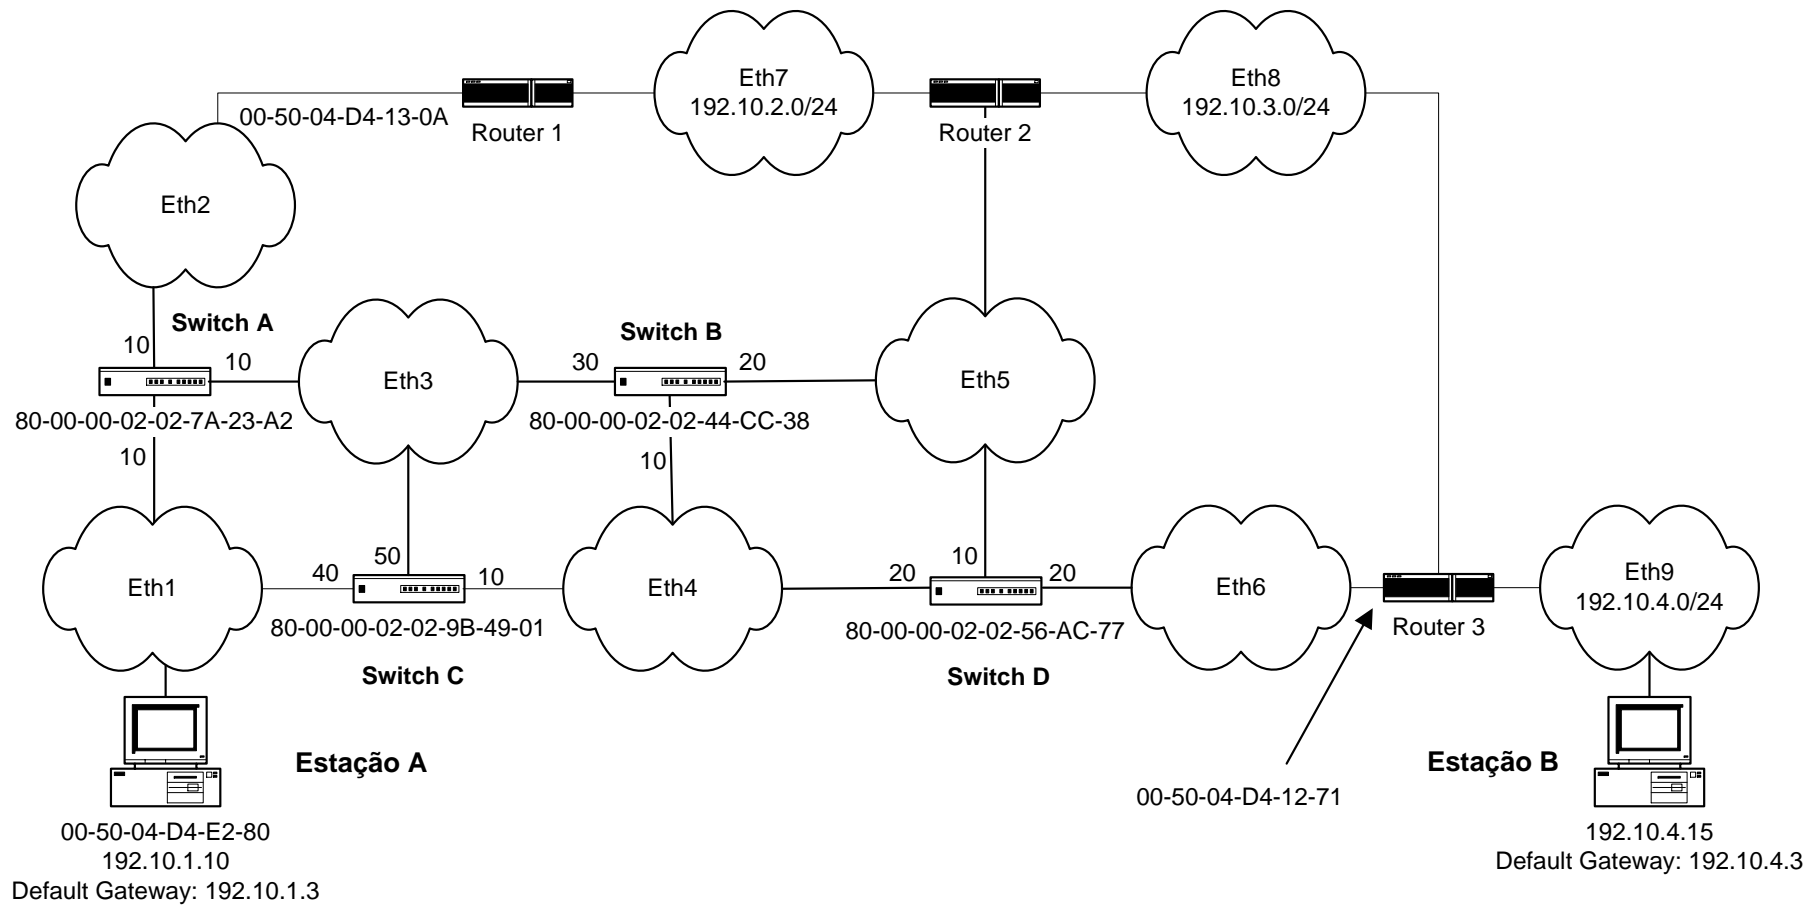 Eth7
192.10.2.0/24
Eth8
192.10.3.0/24
00-50-04-D4-13-0A
Router 1
Router 2
Eth2
Switch A
10
10
80-00-00-02-02-7A-23-A2
10
Eth3
Switch B
30
20
80-00-00-02-02-44-CC-38
10
Eth5
Eth1
40
50
10
80-00-00-02-02-9B-49-01
Switch C
Eth4
20
10
20
80-00-00-02-02-56-AC-77
Switch D
Eth6
Router 3
Eth9
192.10.4.0/24
Estação A
00-50-04-D4-E2-80
192.10.1.10
Default Gateway: 192.10.1.3
00-50-04-D4-12-71
Estação B
192.10.4.15
Default Gateway: 192.10.4.3